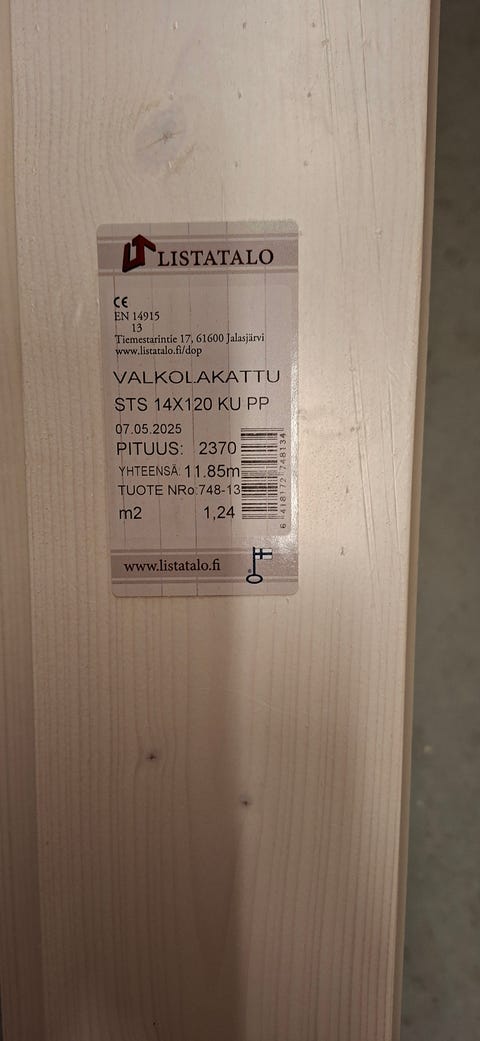 LISTATALO
CE
EN 14915
13
Tiemestarintie 17, 61600 Jalasjärvi
www.listatalo.fi/dop
VALKOLAKATTU
STS 14X120 KU PP
07.05.2025
PITUUS: 2370
YHTEENSÄ: 11.85m
TUOTE NRo:748-13
m2 1,24
6 418172 748134
www.listatalo.fi